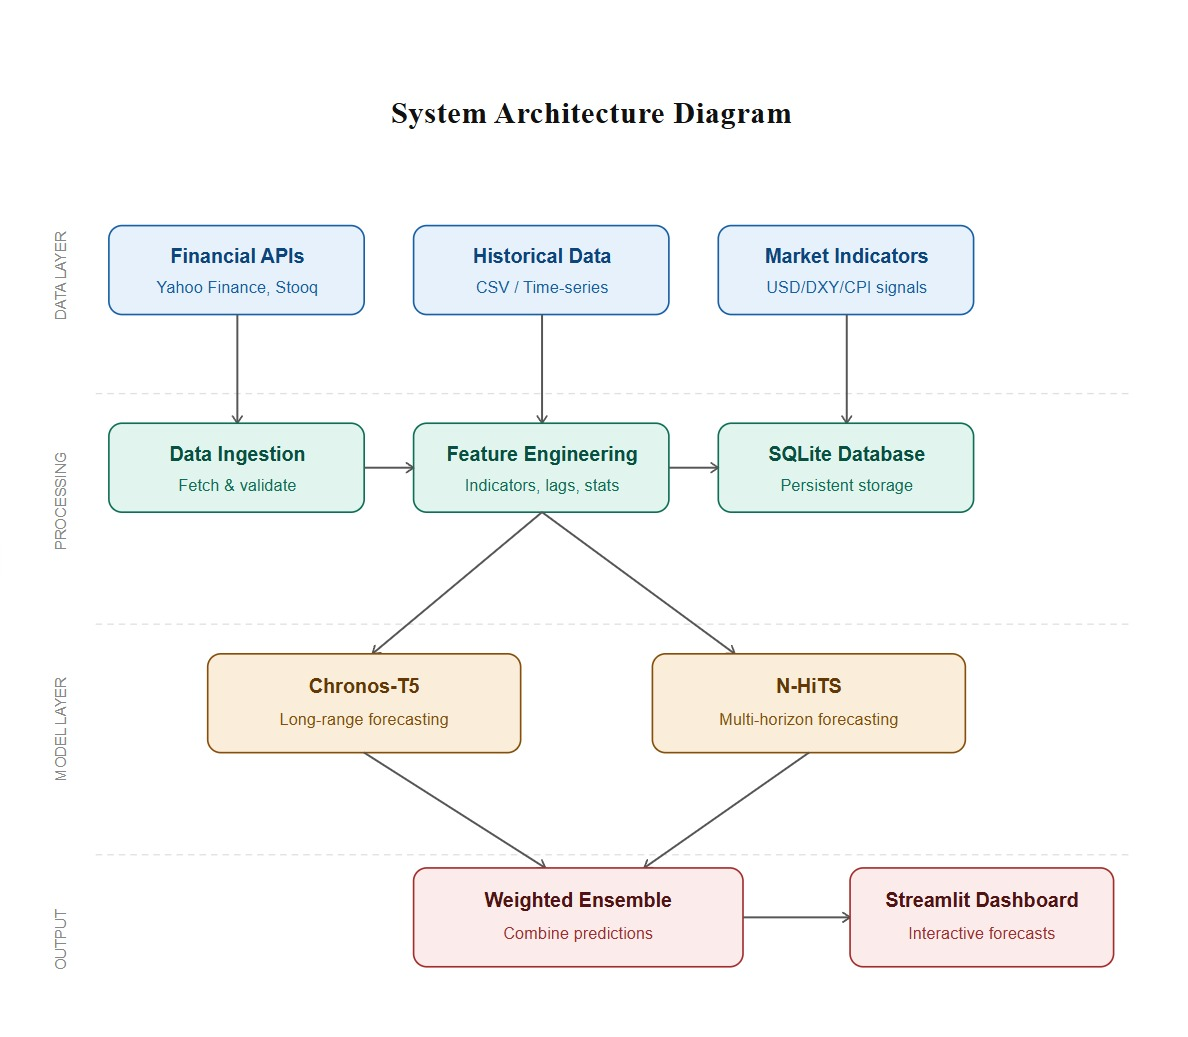 System Architecture Diagram
DATA LAYER
Financial APIs
Yahoo Finance, Stooq
Historical Data
CSV / Time-series
Market Indicators
USD/DXY/CPI signals
PROCESSING
Data Ingestion
Fetch & validate
Feature Engineering
Indicators, lags, stats
SQLite Database
Persistent storage
MODEL LAYER
Chronos-T5
Long-range forecasting
N-HiTS
Multi-horizon forecasting
OUTPUT
Weighted Ensemble
Combine predictions
Streamlit Dashboard
Interactive forecasts